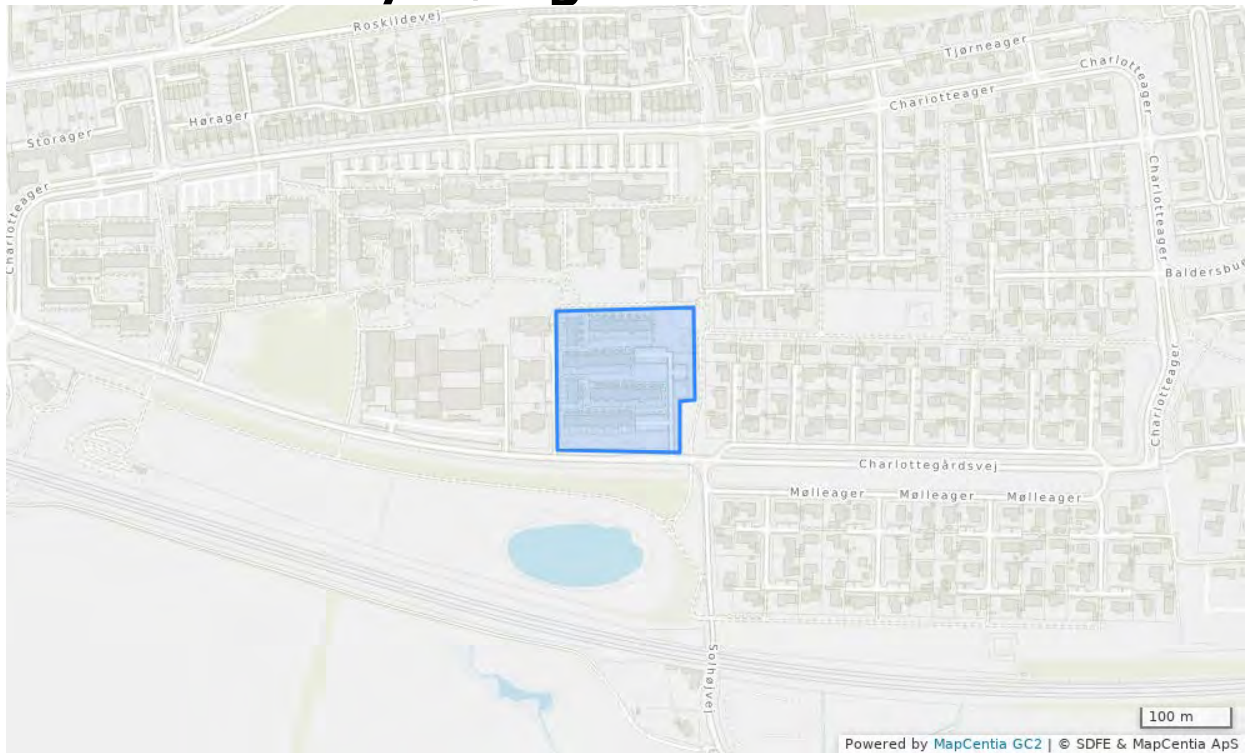 Roskildevej
Tjørneager
Charlotteager
Charlotteager
Hørager
Storager
Charlotteager
Charlotteager
Baldersbue
Charlotteager
Charlottegårdsvej
Mølleager Mølleager Mølleager
Solhøjvej
100 m
Powered by MapCentia GC2 | © SDFE & MapCentia ApS